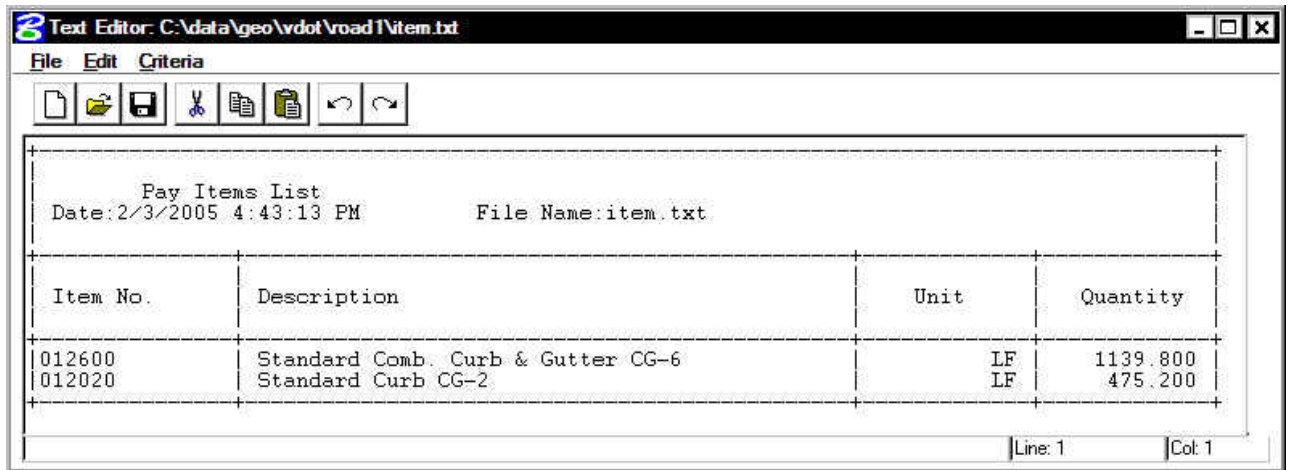 Text Editor: C:\data\geo\vdot\road1\item.txt
File Edit Criteria
Pay Items List
Date:2/3/2005 4:43:13 PM File Name:item.txt
Item No. Description Unit Quantity
012600 Standard Comb. Curb & Gutter CG-6 LF 1139.800
012020 Standard Curb CG-2 LF 475.200
Line: 1 Col: 1